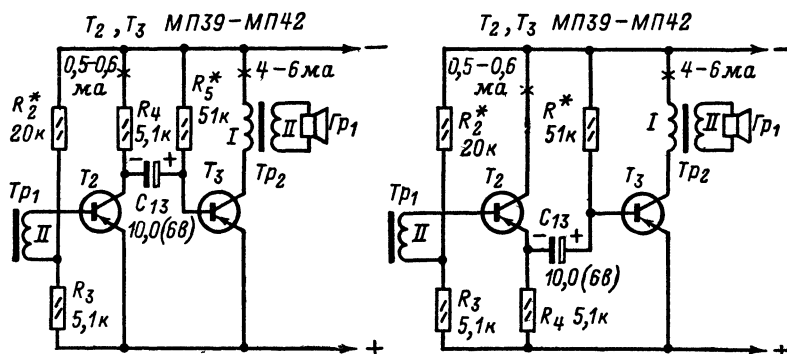 T₂, T₃ МП39–МП42
–
0,5–0,6 ма
R₂* 20к
R₄ 5,1к
R₅* 51к
4–6 ма
I
II
Гр₁
Тр₂
Тр₁
II
T₂
– +
C₁₃
10,0(6в)
T₃
R₃ 5,1к
+
T₂, T₃ МП39–МП42
–
0,5–0,6 ма
R₂* 20к
R* 51к
4–6ма
I
II
Гр₁
Тр₂
Тр₁
II
T₂
C₁₃
– +
10,0(6в)
T₃
R₃ 5,1к
R₄ 5,1к
+